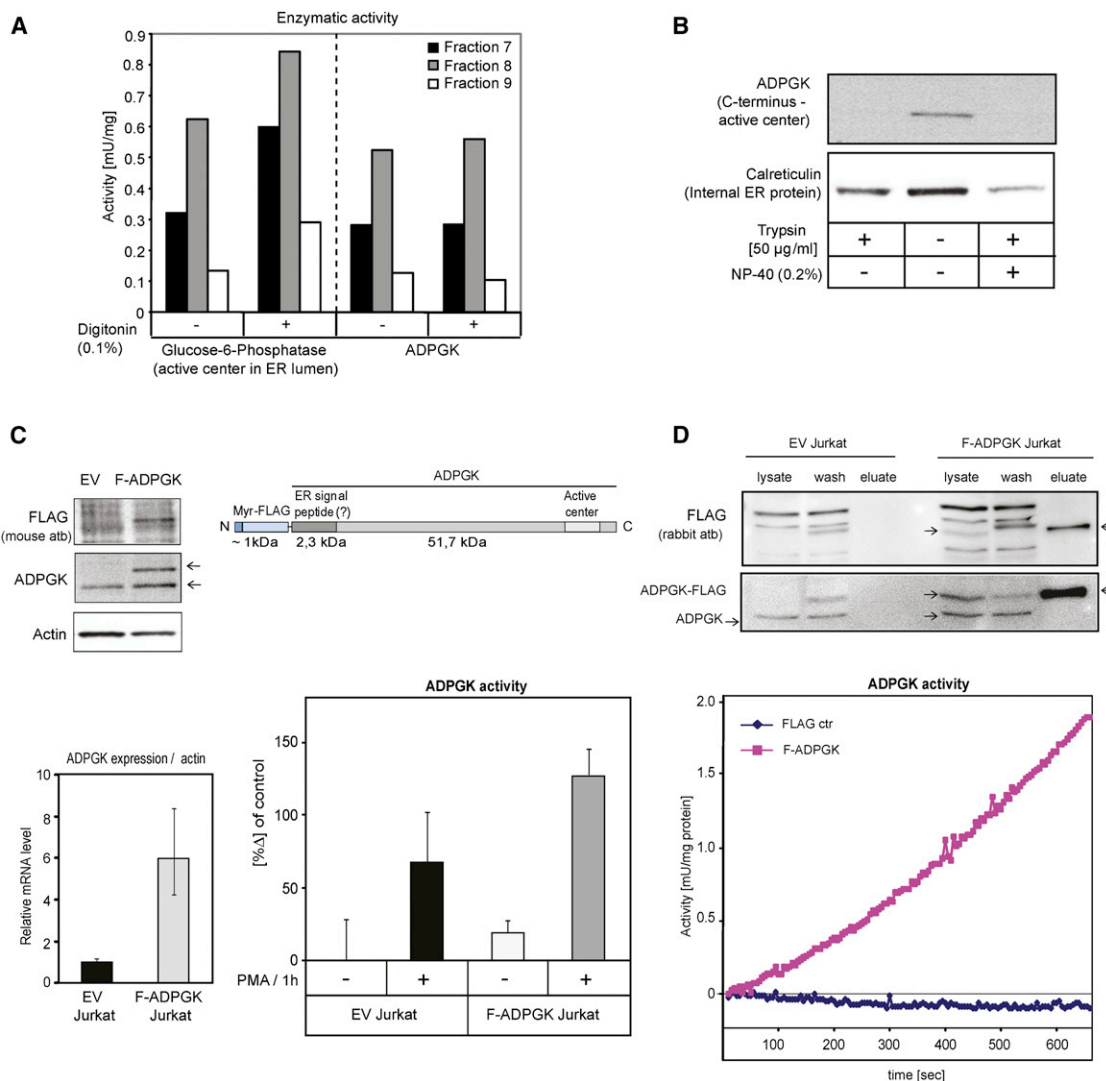 A
Enzymatic activity
Activity [mU/mg]
0.9
0.8
0.7
0.6
0.5
0.4
0.3
0.2
0.1
0
Fraction 7
Fraction 8
Fraction 9
Digitonin
(0.1%)
- + - +
Glucose-6-Phosphatase
(active center in ER lumen)
ADPGK
B
ADPGK
(C-terminus -
active center)
Calreticulin
(Internal ER protein)
Trypsin
[50 µg/ml]
+ - +
NP-40 (0.2%)
- - +
C
EV F-ADPGK
FLAG
(mouse atb)
ADPGK
Actin
ADPGK
Myr-FLAG
ER signal
peptide (?)
Active
center
N
C
~ 1kDa
2,3 kDa
51,7 kDa
ADPGK expression / actin
Relative mRNA level
10
8
6
4
2
0
EV
Jurkat
F-ADPGK
Jurkat
ADPGK activity
[%Δ] of control
150
100
50
0
PMA / 1h
- + - +
EV Jurkat
F-ADPGK Jurkat
D
EV Jurkat
F-ADPGK Jurkat
lysate wash eluate
lysate wash eluate
FLAG
(rabbit atb)
ADPGK-FLAG
ADPGK
ADPGK activity
Activity [mU/mg protein]
2.0
1.5
1.0
0.5
0
FLAG ctr
F-ADPGK
100 200 300 400 500 600
time [sec]